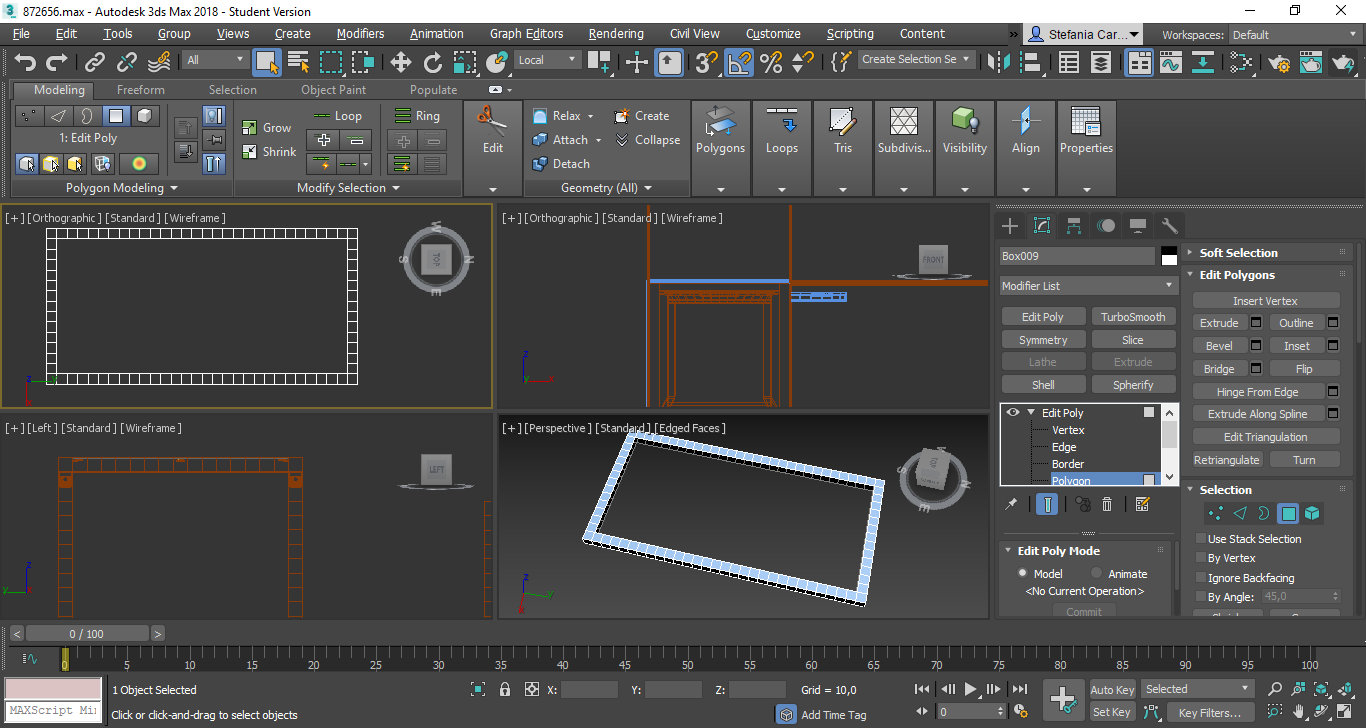 872656.max - Autodesk 3ds Max 2018 - Student Version
File Edit Tools Group Views Create Modifiers Animation Graph Editors Rendering Civil View Customize Scripting Content » Stefania Car... Workspaces: Default
All Local Create Selection Se
Modeling Freeform Selection Object Paint Populate
1: Edit Poly
Polygon Modeling
Grow
Shrink
Loop
Ring
Modify Selection
Edit
Relax Create
Attach Collapse
Detach
Geometry (All)
Polygons Loops Tris Subdivis... Visibility Align Properties
[+] [Orthographic] [Standard] [Wireframe]
TOP
W
S
N
E
[+] [Orthographic] [Standard] [Wireframe]
FRONT
z
y
x
[+] [Left] [Standard] [Wireframe]
LEFT
z
y
[+] [Perspective] [Standard] [Edged Faces]
TOP
S
N
E
z
y
Box009
Modifier List
Edit Poly TurboSmooth
Symmetry Slice
Lathe Extrude
Shell Spherify
Edit Poly
Vertex
Edge
Border
Polygon
Edit Poly Mode
Model Animate
<No Current Operation>
Commit
Soft Selection
Edit Polygons
Insert Vertex
Extrude Outline
Bevel Inset
Bridge Flip
Hinge From Edge
Extrude Along Spline
Edit Triangulation
Retriangulate Turn
Selection
Use Stack Selection
By Vertex
Ignore Backfacing
By Angle: 45,0
< 0 / 100 >
0 5 10 15 20 25 30 35 40 45 50 55 60 65 70 75 80 85 90 95 100
1 Object Selected X: Y: Z: Grid = 10,0 Auto Key Selected
MAXScript Mi
Click or click-and-drag to select objects Add Time Tag 0 Set Key Key Filters...